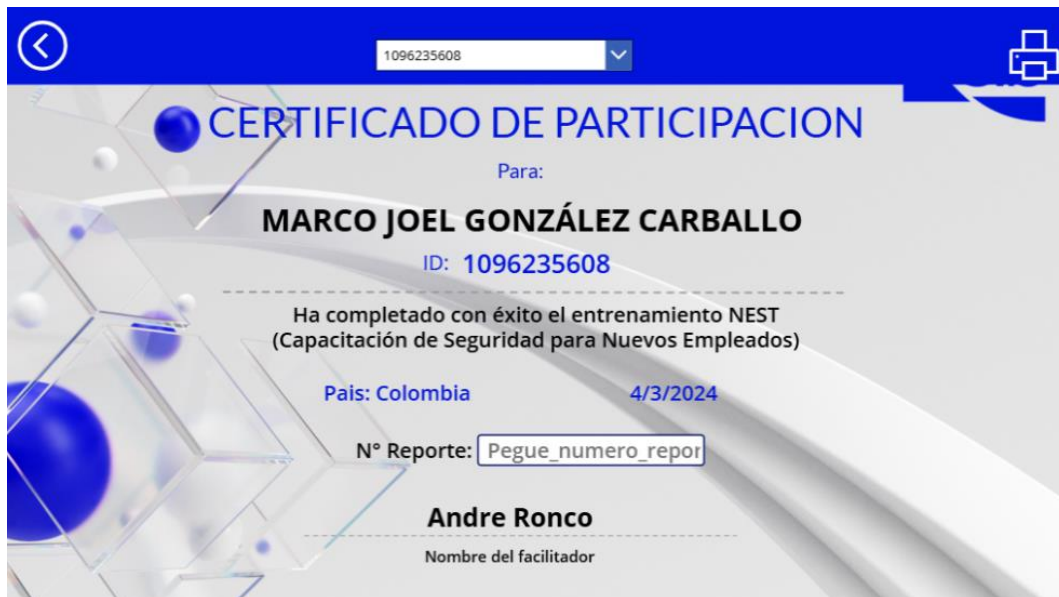 1096235608
CERTIFICADO DE PARTICIPACION
Para:
MARCO JOEL GONZÁLEZ CARBALLO
ID: 1096235608
Ha completado con éxito el entrenamiento NEST
(Capacitación de Seguridad para Nuevos Empleados)
Pais: Colombia 4/3/2024
N° Reporte: Pegue_numero_repor
Andre Ronco
Nombre del facilitador